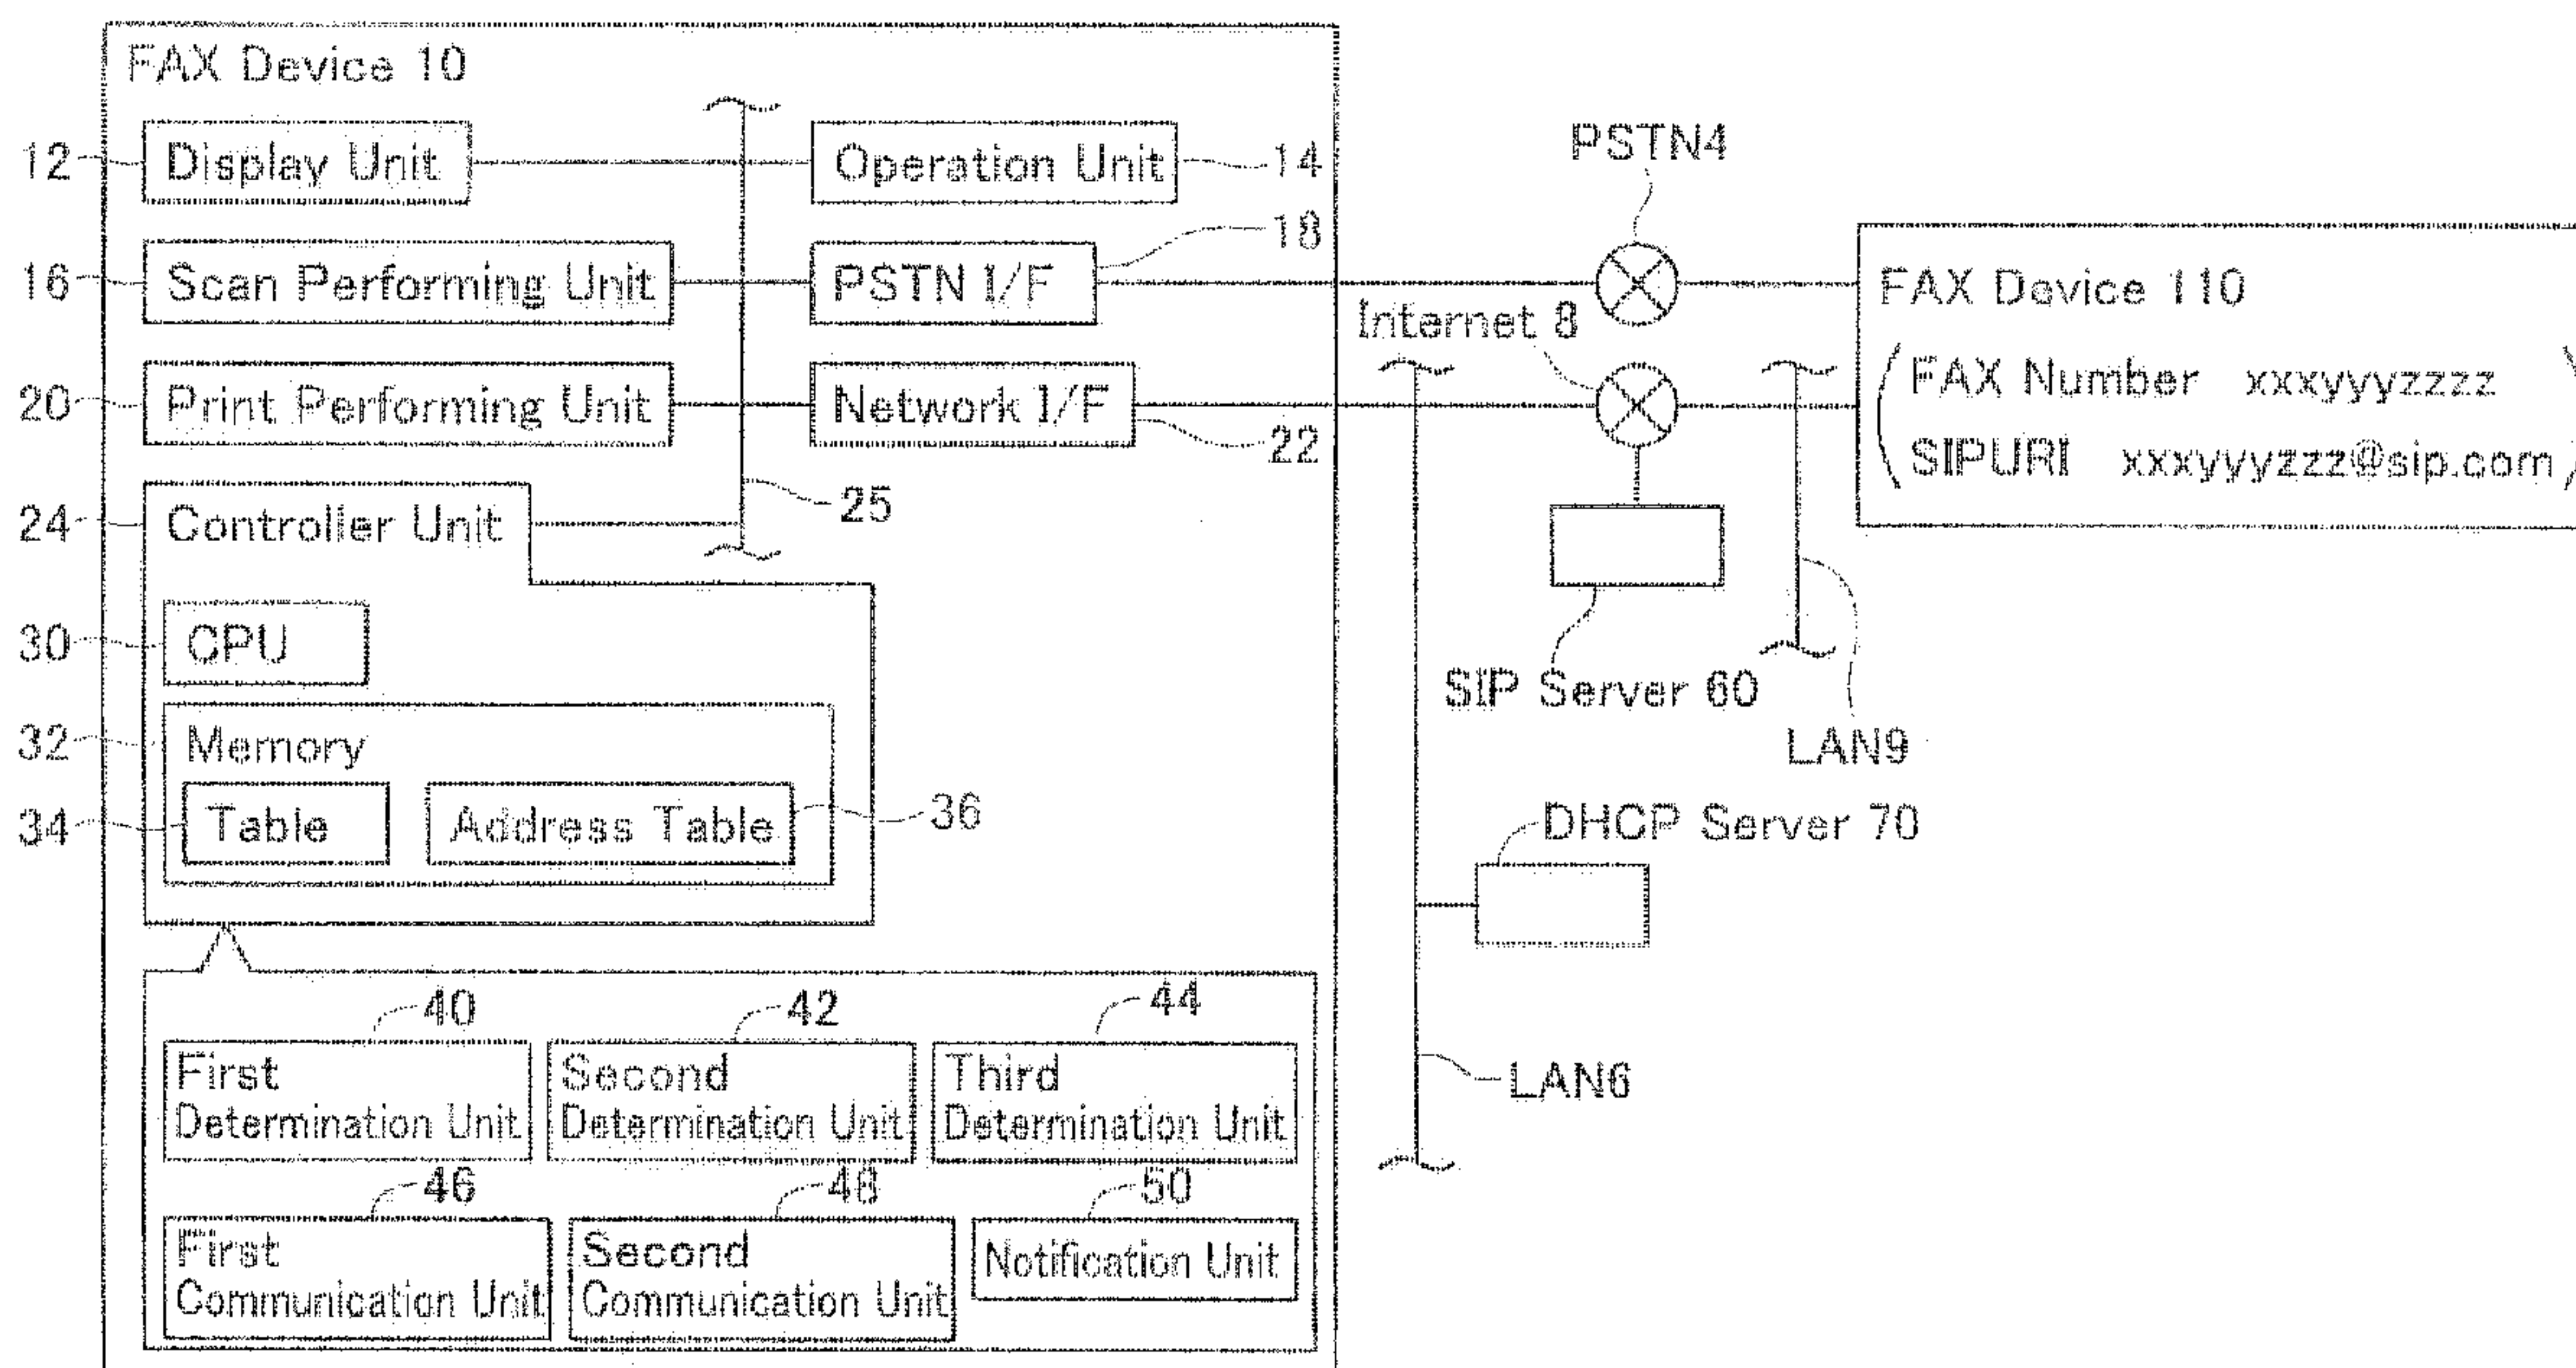 FAX Device 10
12 Display Unit
Operation Unit 14
16 Scan Performing Unit
PSTN I/F 18
20 Print Performing Unit
Network I/F 22
24 Controller Unit
25
30 CPU
32 Memory
34 Table
Address Table 36
40
First
Determination Unit
42
Second
Determination Unit
44
Third
Determination Unit
46
First
Communication Unit
48
Second
Communication Unit
50
Notification Unit
PSTN4
Internet 8
FAX Device 110
FAX Number xxxyyyzzzz
SIPURI xxxyyyzzz@sip.com
SIP Server 60
LAN9
DHCP Server 70
LAN6